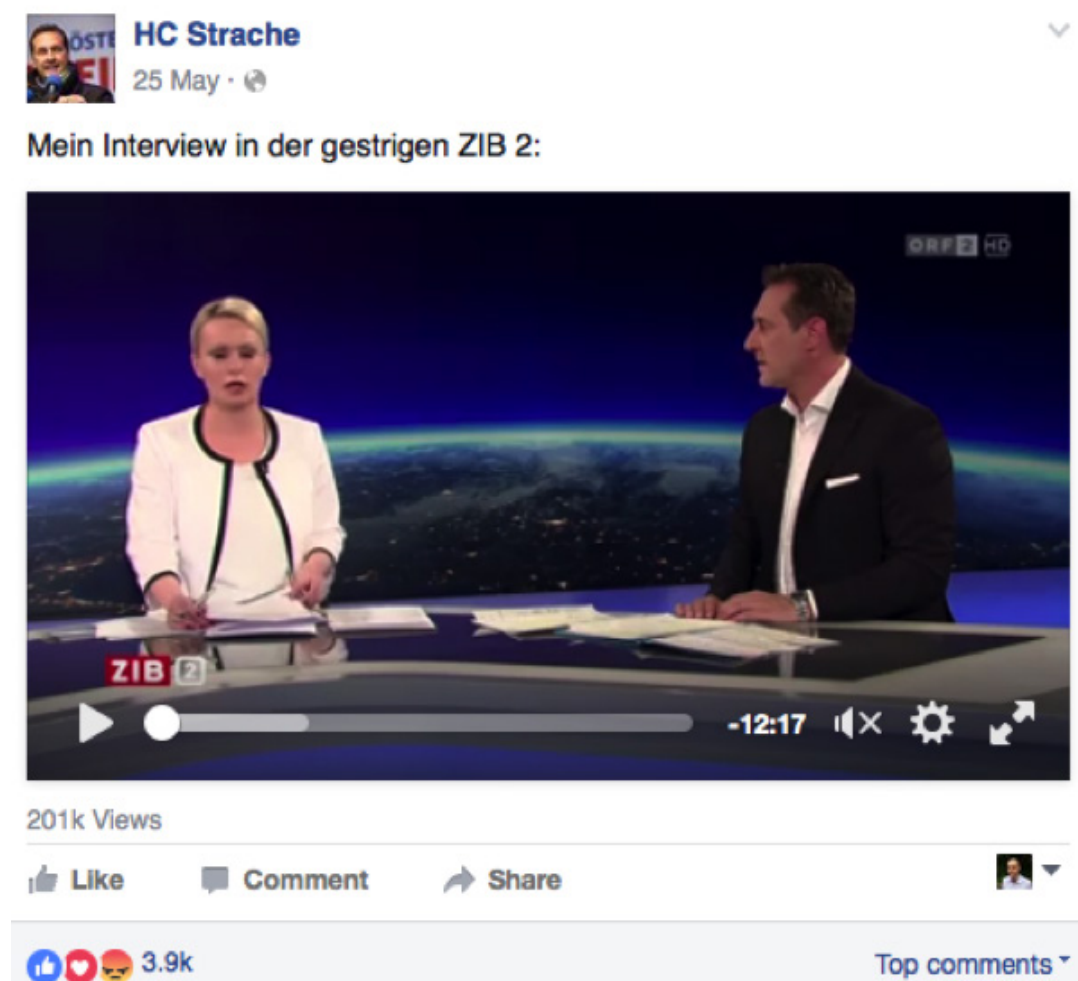 HC Strache
25 May ·
Mein Interview in der gestrigen ZIB 2:
ORF 2 HD
ZIB 2
-12:17
201k Views
Like Comment Share
3.9k Top comments